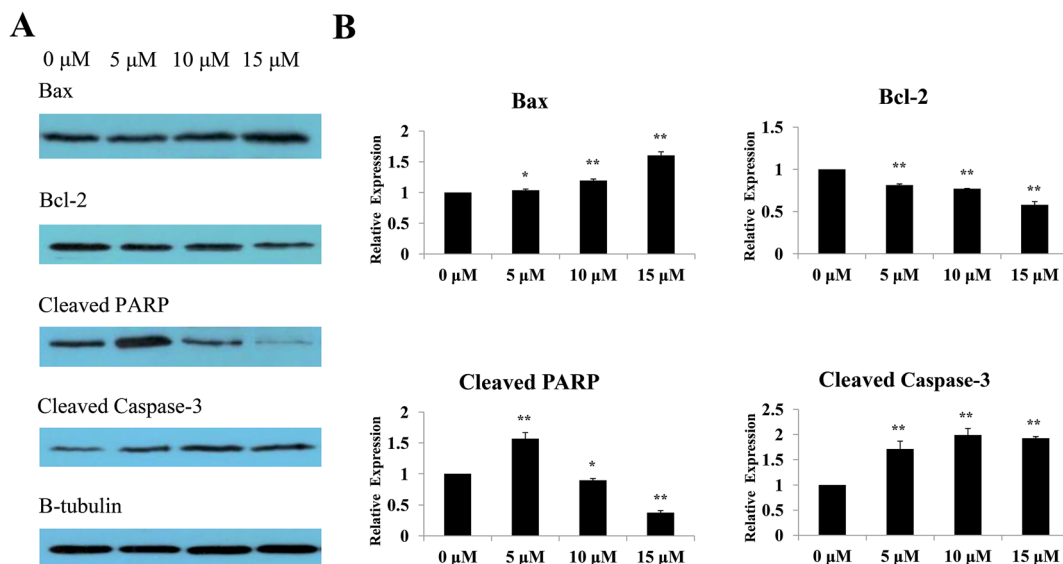 A
0 μM 5 μM 10 μM 15 μM
Bax
Bcl-2
Cleaved PARP
Cleaved Caspase-3
B-tubulin
B
Bax
Relative Expression
2
1.5
1
0.5
0
*
**
**
0 μM 5 μM 10 μM 15 μM
Bcl-2
Relative Expression
1.5
1
0.5
0
**
**
**
0 μM 5 μM 10 μM 15 μM
Cleaved PARP
Relative Expression
2
1.5
1
0.5
0
**
*
**
0 μM 5 μM 10 μM 15 μM
Cleaved Caspase-3
Relative Expression
2.5
2
1.5
1
0.5
0
**
**
**
0 μM 5 μM 10 μM 15 μM